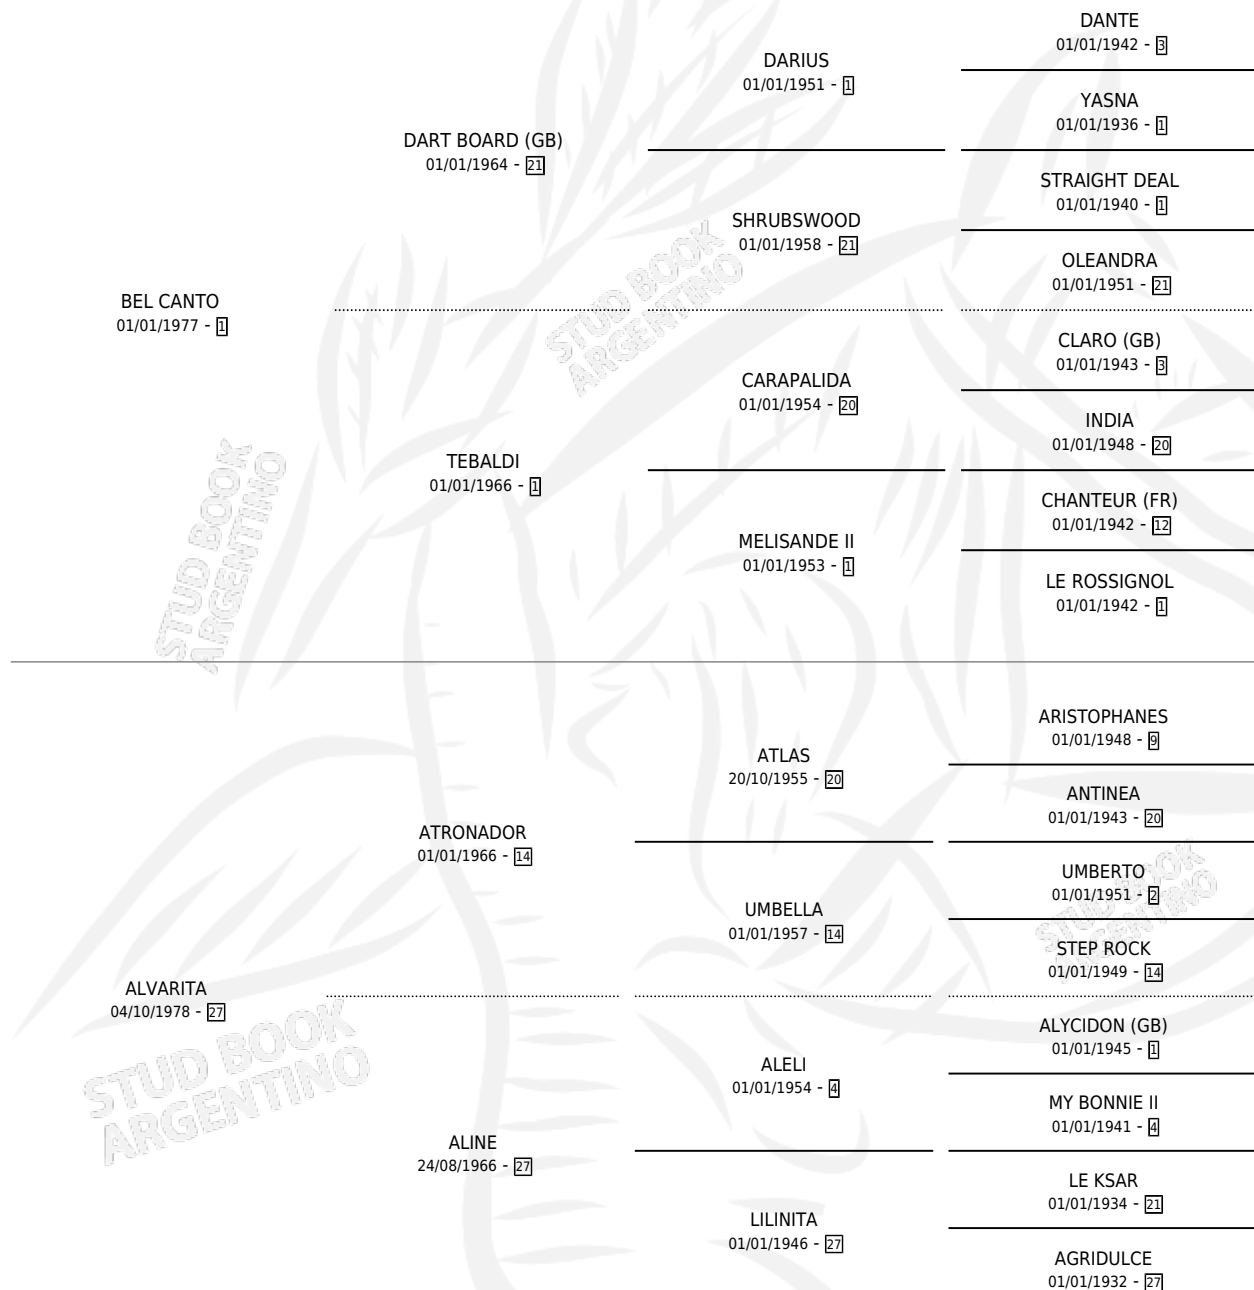 DANTE
01/01/1942 - 3
DARIUS
01/01/1951 - 1
YASNA
01/01/1936 - 1
DART BOARD (GB)
01/01/1964 - 21
STRAIGHT DEAL
01/01/1940 - 1
SHRUBSWOOD
01/01/1958 - 21
OLEANDRA
01/01/1951 - 21
BEL CANTO
01/01/1977 - 1
CLARO (GB)
01/01/1943 - 3
CARAPALIDA
01/01/1954 - 20
INDIA
01/01/1948 - 20
TEBALDI
01/01/1966 - 1
CHANTEUR (FR)
01/01/1942 - 12
MELISANDE II
01/01/1953 - 1
LE ROSSIGNOL
01/01/1942 - 1
ARISTOPHANES
01/01/1948 - 9
ATLAS
20/10/1955 - 20
ANTINEA
01/01/1943 - 20
ATRONADOR
01/01/1966 - 14
UMBERTO
01/01/1951 - 2
UMBELLA
01/01/1957 - 14
STEP ROCK
01/01/1949 - 14
ALVARITA
04/10/1978 - 27
ALYCIDON (GB)
01/01/1945 - 1
ALELI
01/01/1954 - 4
MY BONNIE II
01/01/1941 - 4
ALINE
24/08/1966 - 27
LE KSAR
01/01/1934 - 21
LILINITA
01/01/1946 - 27
AGRIDULCE
01/01/1932 - 27
STUD BOOK
ARGENTINO
STUD BOOK
ARGENTINO
STUD BOOK
ARGENTINO
STUD BOOK
ARGENTINO